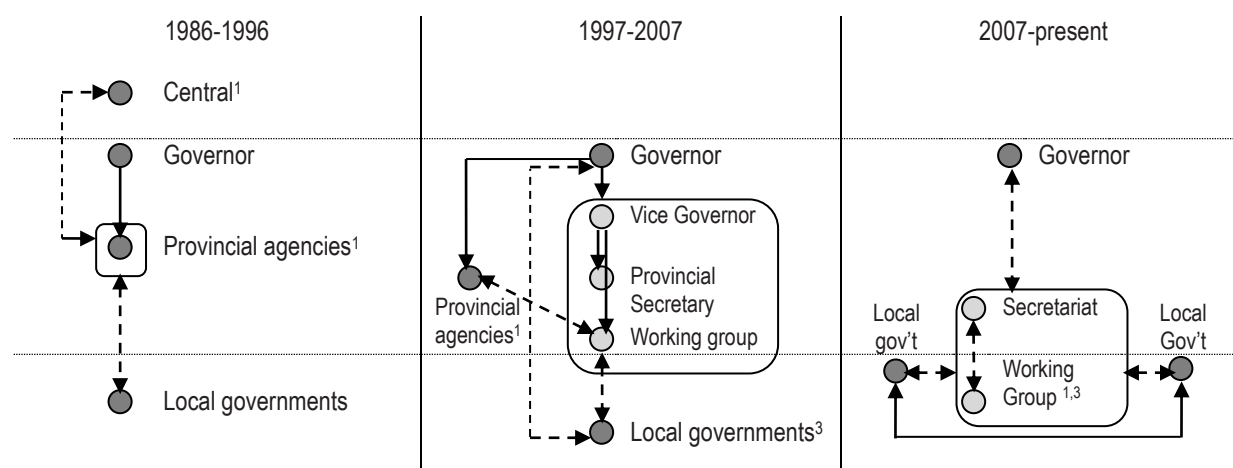 1986-1996
Central¹
Governor
Provincial agencies¹
Local governments
1997-2007
Governor
Vice Governor
Provincial
Secretary
Working group
Provincial
agencies¹
Local governments³
2007-present
Governor
Secretariat
Working
Group ¹,³
Local
gov’t
Local
Gov’t